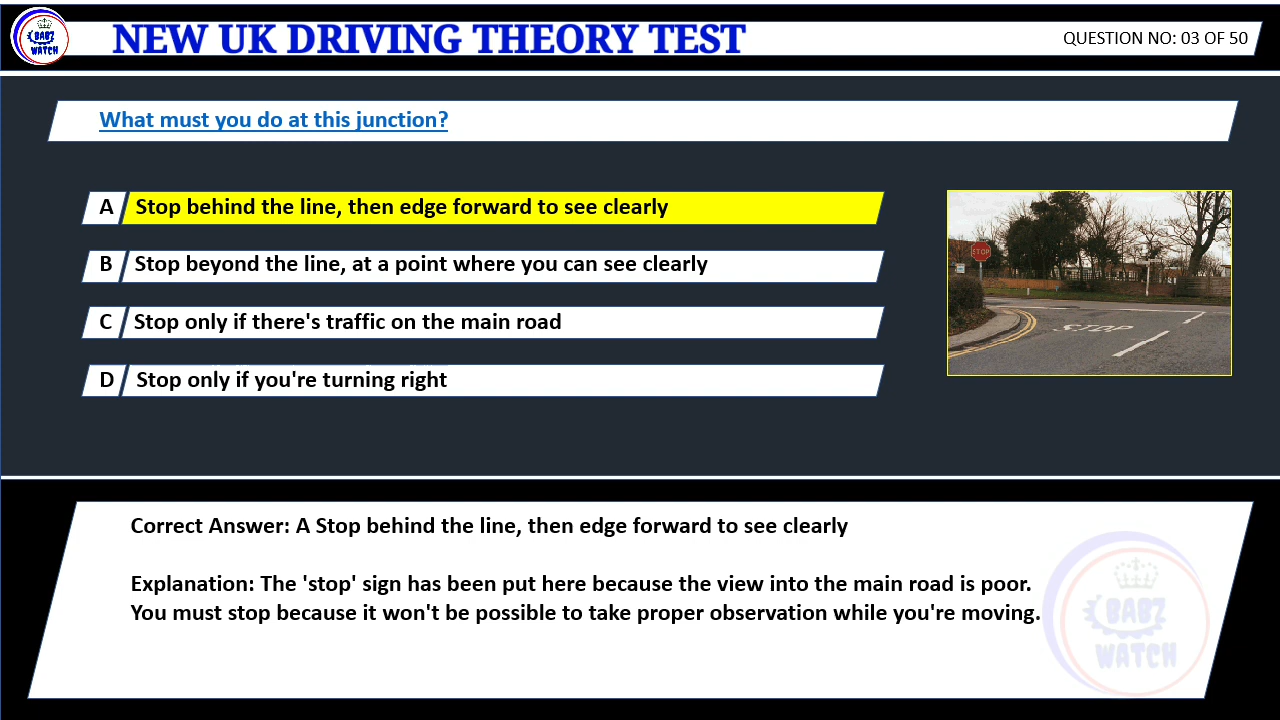 BABZ
WATCH
NEW UK DRIVING THEORY TEST
QUESTION NO: 03 OF 50
What must you do at this junction?
A Stop behind the line, then edge forward to see clearly
B Stop beyond the line, at a point where you can see clearly
C Stop only if there's traffic on the main road
D Stop only if you're turning right
STOP
STOP
Correct Answer: A Stop behind the line, then edge forward to see clearly
Explanation: The 'stop' sign has been put here because the view into the main road is poor.
You must stop because it won't be possible to take proper observation while you're moving.
BABZ
WATCH